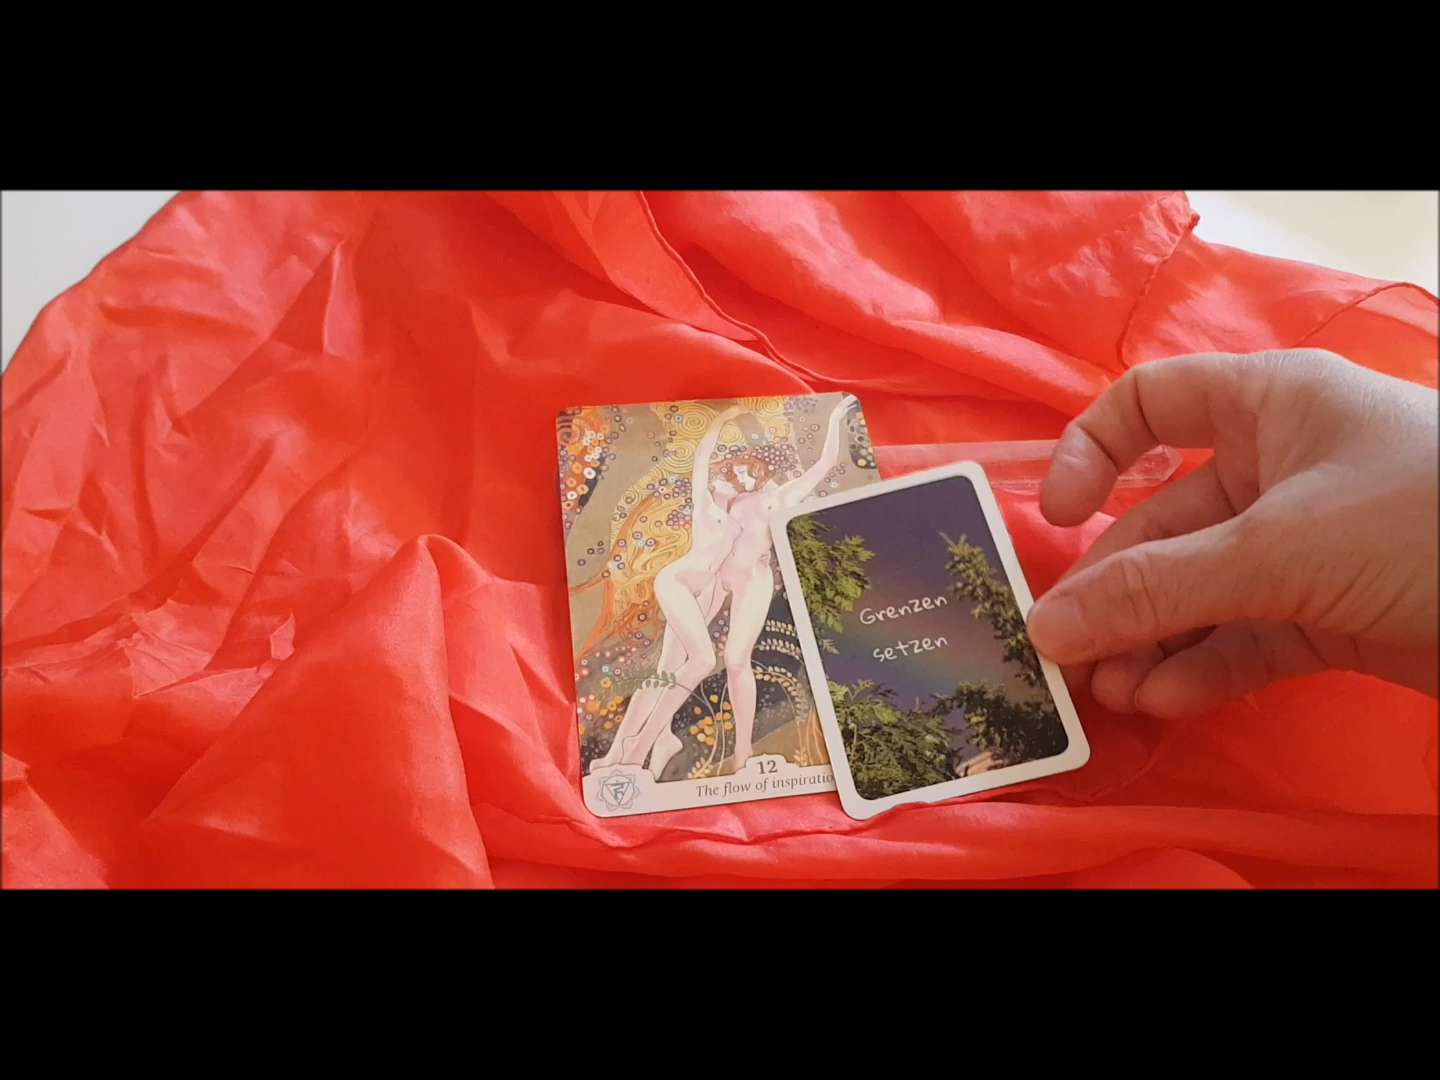 12
The flow of inspiratio
Grenzen
setzen